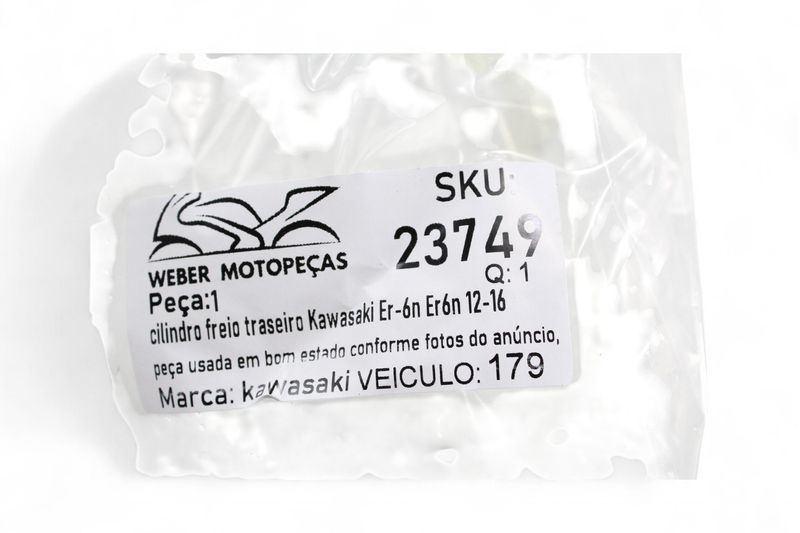 SKU:
23749
Q: 1
WEBER MOTOPEÇAS
Peça:1
cilindro freio traseiro Kawasaki Er-6n Er6n 12-16
peça usada em bom estado conforme fotos do anúncio,
Marca: kawasaki VEICULO: 179